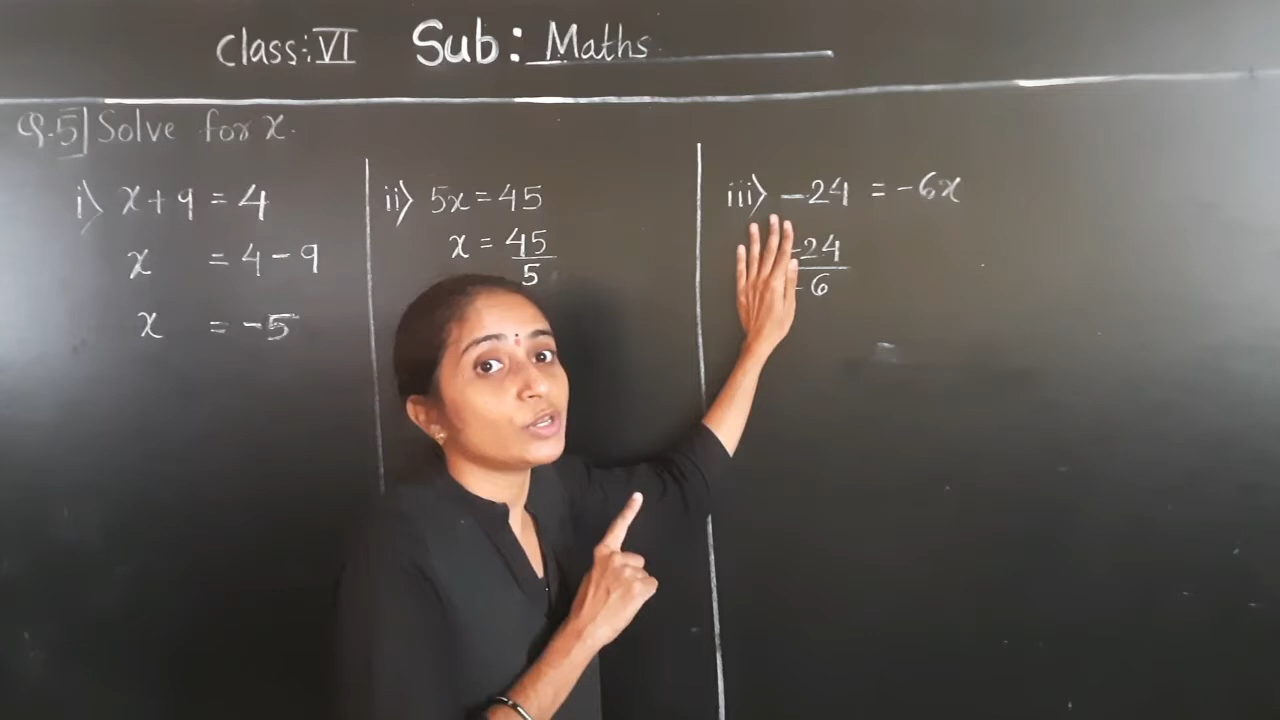 Class: VI Sub: Maths
Q.5] Solve for x.
i) x + 9 = 4
x = 4 - 9
x = -5
ii) 5x = 45
x = 45
5
iii) -24 = -6x
-24
-6